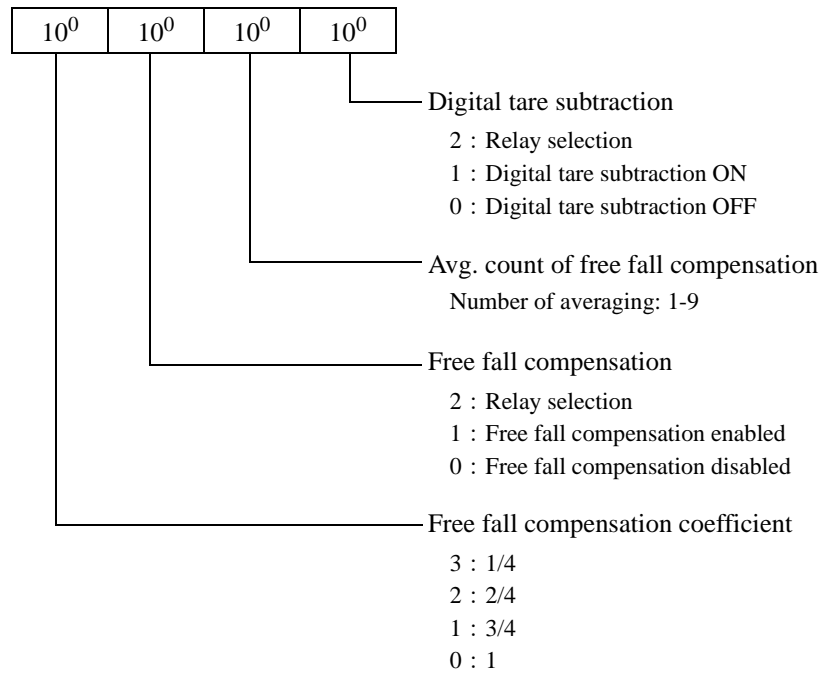 10⁰ 10⁰ 10⁰ 10⁰
Digital tare subtraction
2 : Relay selection
1 : Digital tare subtraction ON
0 : Digital tare subtraction OFF
Avg. count of free fall compensation
Number of averaging: 1-9
Free fall compensation
2 : Relay selection
1 : Free fall compensation enabled
0 : Free fall compensation disabled
Free fall compensation coefficient
3 : 1/4
2 : 2/4
1 : 3/4
0 : 1